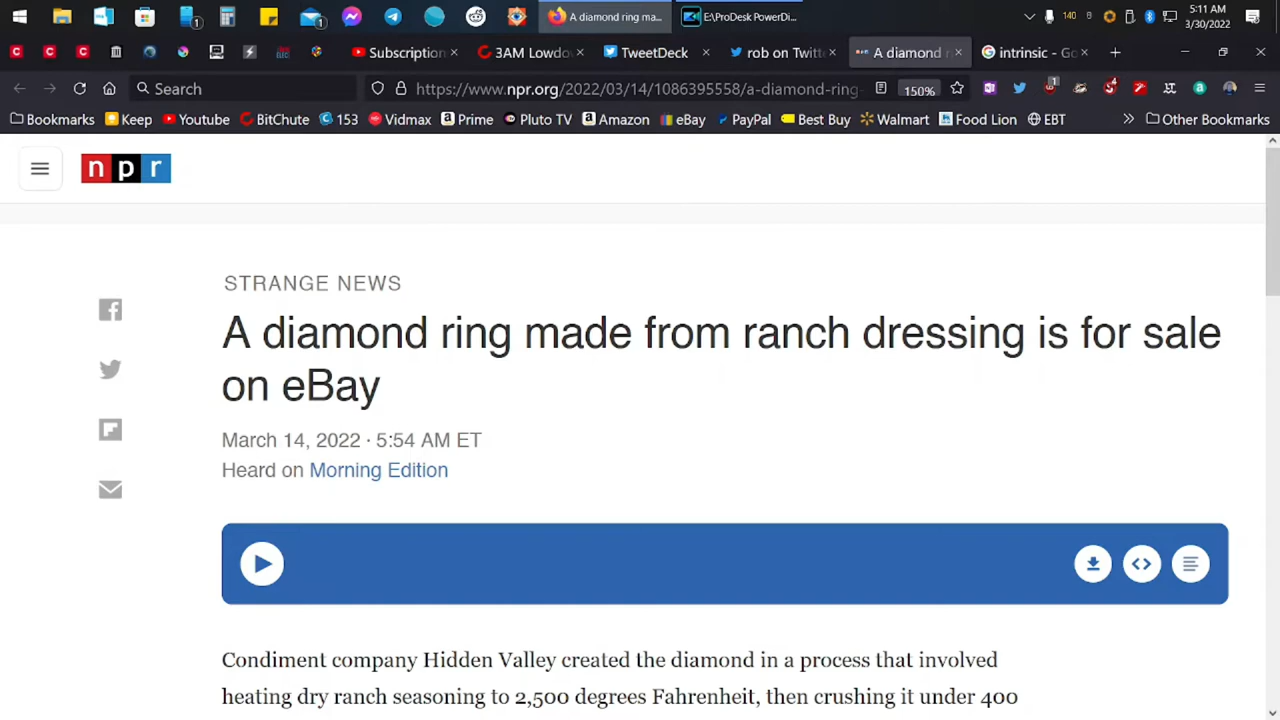 1
1
A diamond ring ma...
E:\ProDesk PowerDi...
140
5:11 AM
3/30/2022
Subscription
3AM Lowdo
TweetDeck
rob on Twitt
A diamond r
intrinsic - Go
Search
https://www.npr.org/2022/03/14/1086395558/a-diamond-ring
150%
1
Bookmarks
Keep
Youtube
BitChute
153
Vidmax
Prime
Pluto TV
Amazon
eBay
PayPal
Best Buy
Walmart
Food Lion
EBT
Other Bookmarks
n p r
STRANGE NEWS
A diamond ring made from ranch dressing is for sale
on eBay
March 14, 2022 · 5:54 AM ET
Heard on Morning Edition
Condiment company Hidden Valley created the diamond in a process that involved
heating dry ranch seasoning to 2,500 degrees Fahrenheit, then crushing it under 400